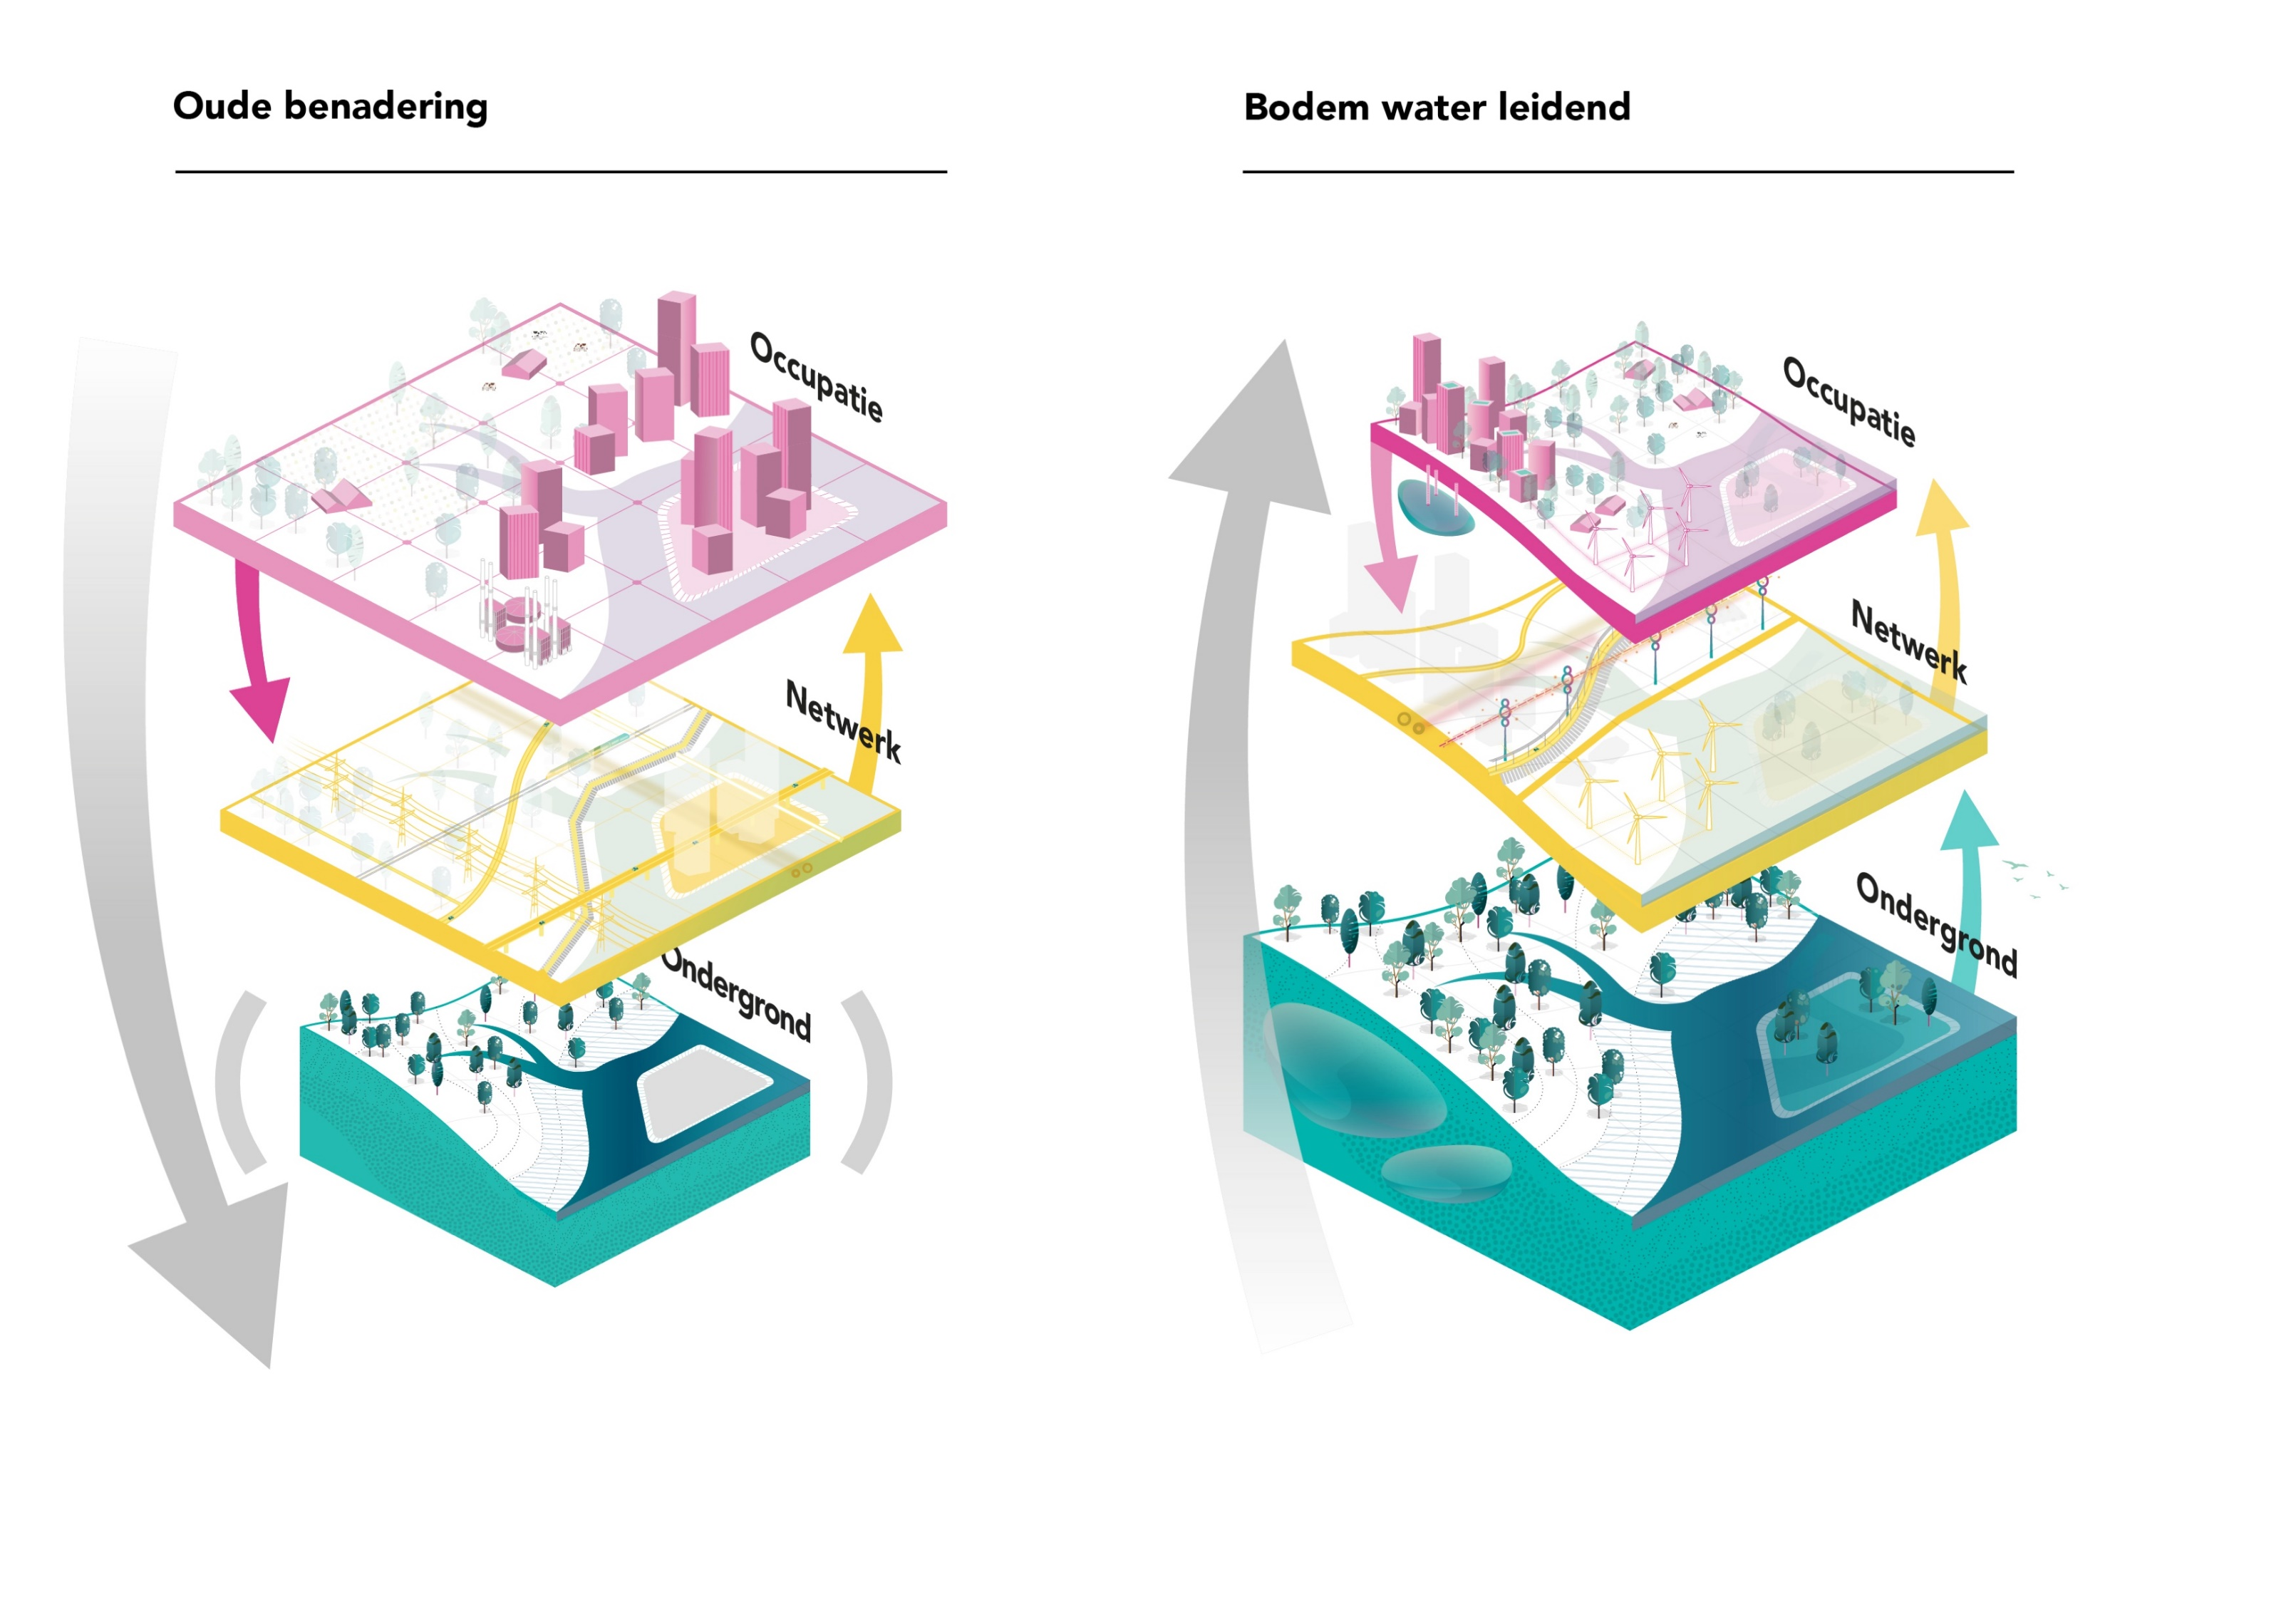 Oude benadering
Occupatie
Netwerk
Ondergrond
Bodem water leidend
Occupatie
Netwerk
Ondergrond